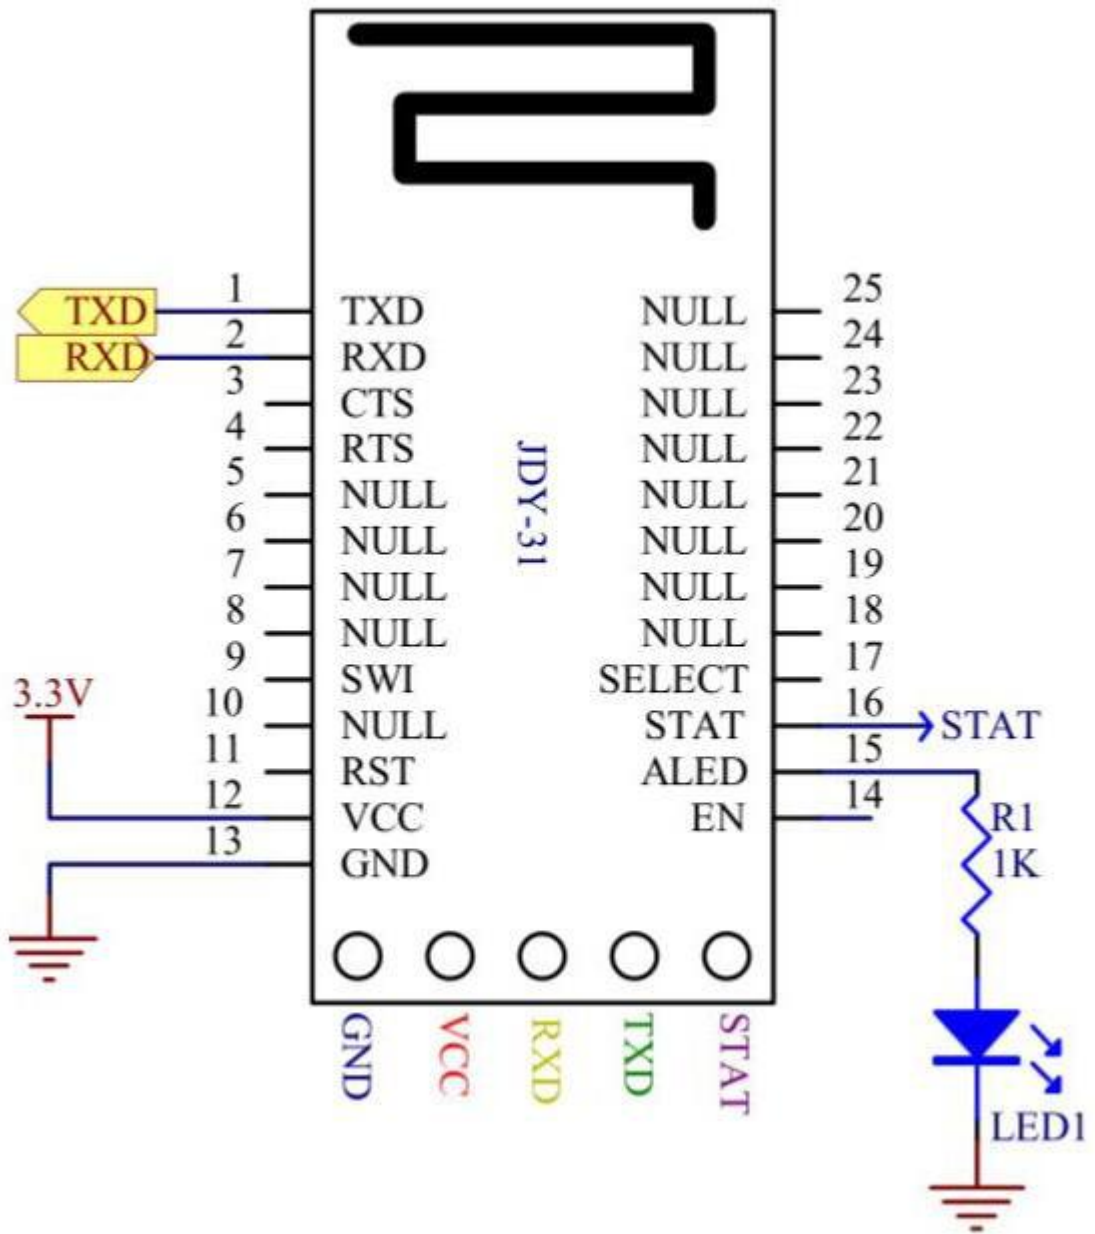 TXD 1 TXD NULL 25
RXD 2 RXD NULL 24
3 CTS NULL 23
4 RTS NULL 22
5 NULL NULL 21
6 NULL NULL 20
7 NULL NULL 19
8 NULL NULL 18
9 SWI SELECT 17
3.3V 10 NULL STAT 16 STAT
11 RST ALED 15
12 VCC EN 14
13 GND
JDY-31
R1
1K
GND VCC RXD TXD STAT
LED1